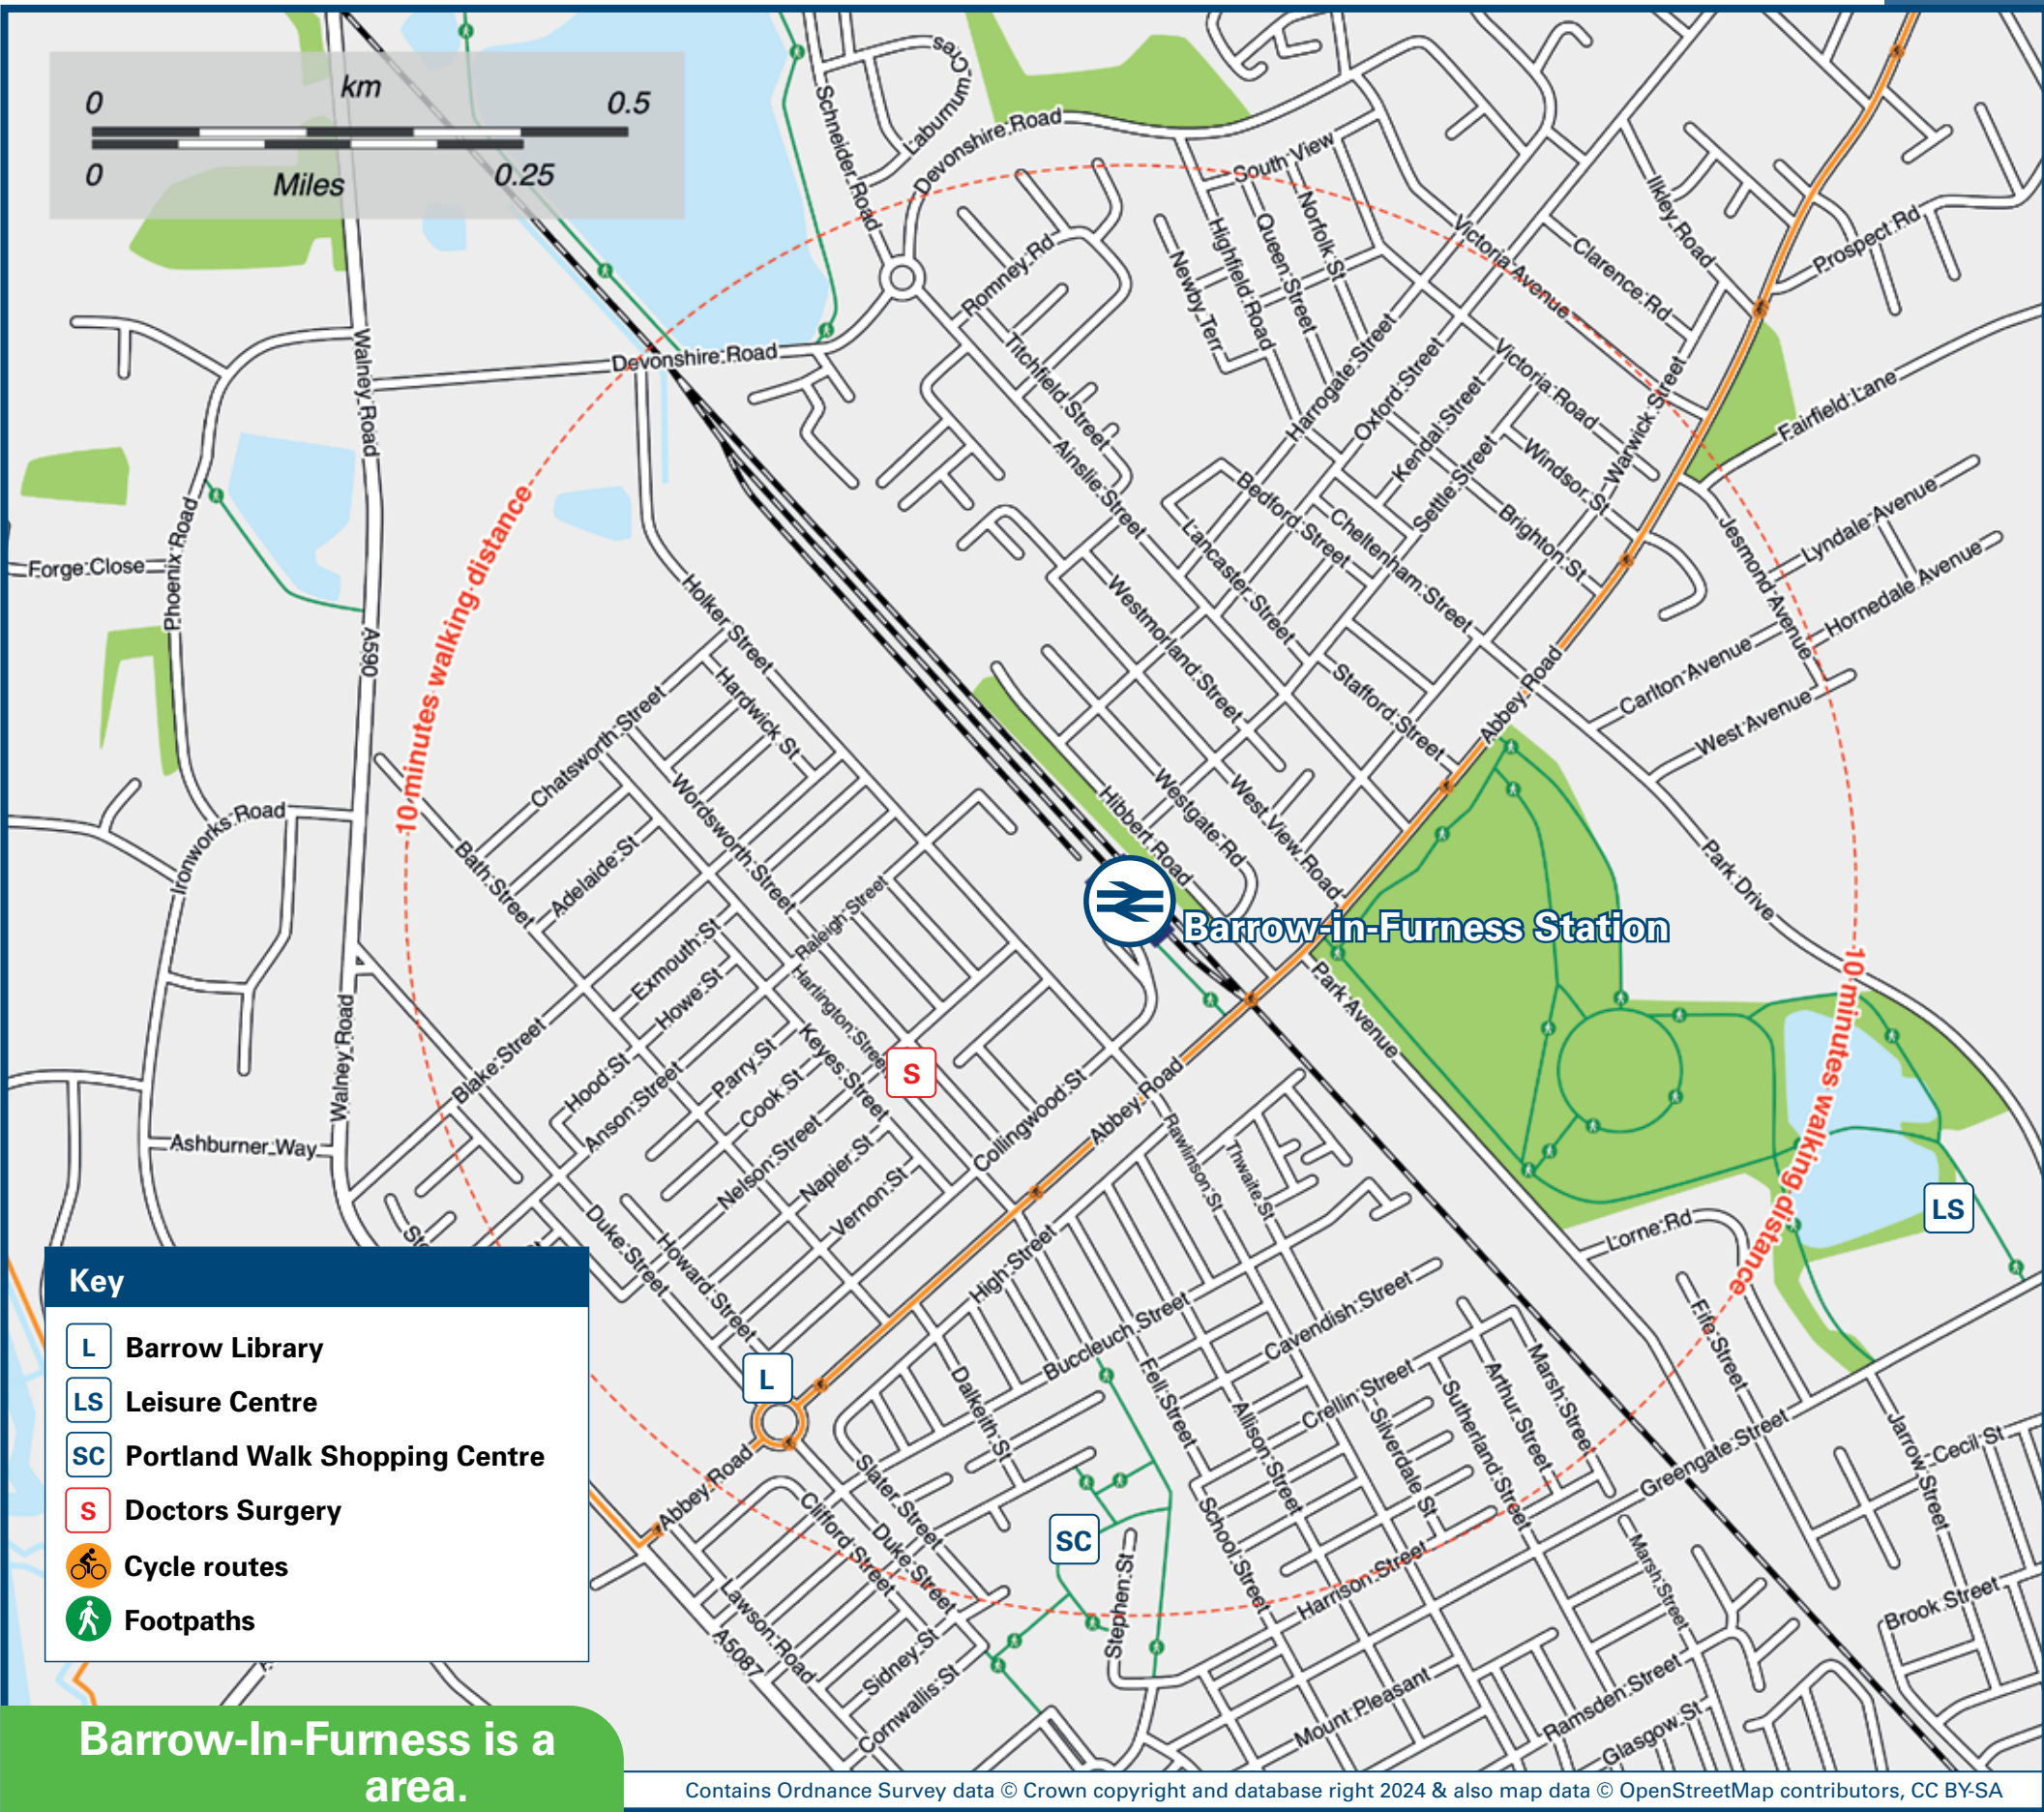 km
0
0.5
0
Miles
0.25
Schneider Road
Laburnum Cres
Devonshire Road
South View
Norfolk St
Queen Street
Highfield Road
Newby Terr
Romney Rd
Titchfield Street
Ainslie Street
Harrogate Street
Oxford Street
Kendal Street
Settle Street
Victoria Avenue
Clarence Rd
Ilkley Road
Prospect Rd
Victoria Road
Windsor St
Warwick Street
Brighton St
Fairfield Lane
Jesmond Avenue
Lyndale Avenue
Hornedale Avenue
Carlton Avenue
West Avenue
Bedford Street
Cheltenham Street
Lancaster Street
Westmorland Street
Stafford Street
Abbey Road
Park Drive
Westgate Rd
West View Road
Hibbert Road
Barrow-in-Furness Station
Park Avenue
Devonshire Road
Walney Road
10 minutes walking distance
Forge Close
Phoenix Road
A590
Holker Street
Hardwick St
Chatsworth Street
Wordsworth Street
Bath Street
Adelaide St
Ironworks Road
Raleigh Street
Exmouth St
Howe St
Hartington Street
Keyes Street
S
Walney Road
Blake Street
Hood St
Anson Street
Parry St
Cook St
Nelson Street
Napier St
Vernon St
Collingwood St
Abbey Road
Ashburner Way
Duke Street
Howard Street
High Street
Rawlinson St
Thwaite St
Buccleuch Street
Cavendish Street
Lorne Rd
10 minutes walking distance
LS
Fife Street
Marsh Street
Arthur Street
Sutherland Street
Crellin Street
Silverdale St
Allison Street
Fell Street
Dalkeith St
L
Abbey Road
Slater Street
Clifford Street
Duke Street
SC
Stephen St
School Street
Harrison Street
Greengate Street
Jarrow Street
Cecil St
Marsh Street
Brook Street
Lawson Road
A5087
Sidney St
Cornwallis St
Mount Pleasant
Ramsden Street
Glasgow St
Key
L Barrow Library
LS Leisure Centre
SC Portland Walk Shopping Centre
S Doctors Surgery
Cycle routes
Footpaths
Barrow-In-Furness is a
area.
Contains Ordnance Survey data © Crown copyright and database right 2024 & also map data © OpenStreetMap contributors, CC BY-SA